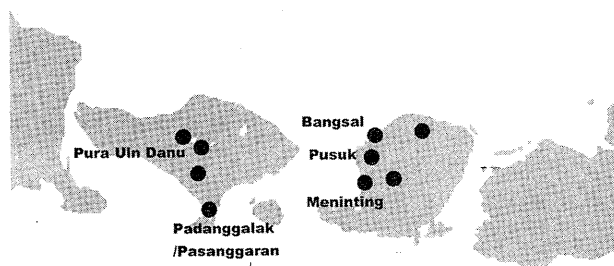 Bangsal
Pura Uln Danu
Pusuk
Meninting
Padanggalak
/Pasanggaran